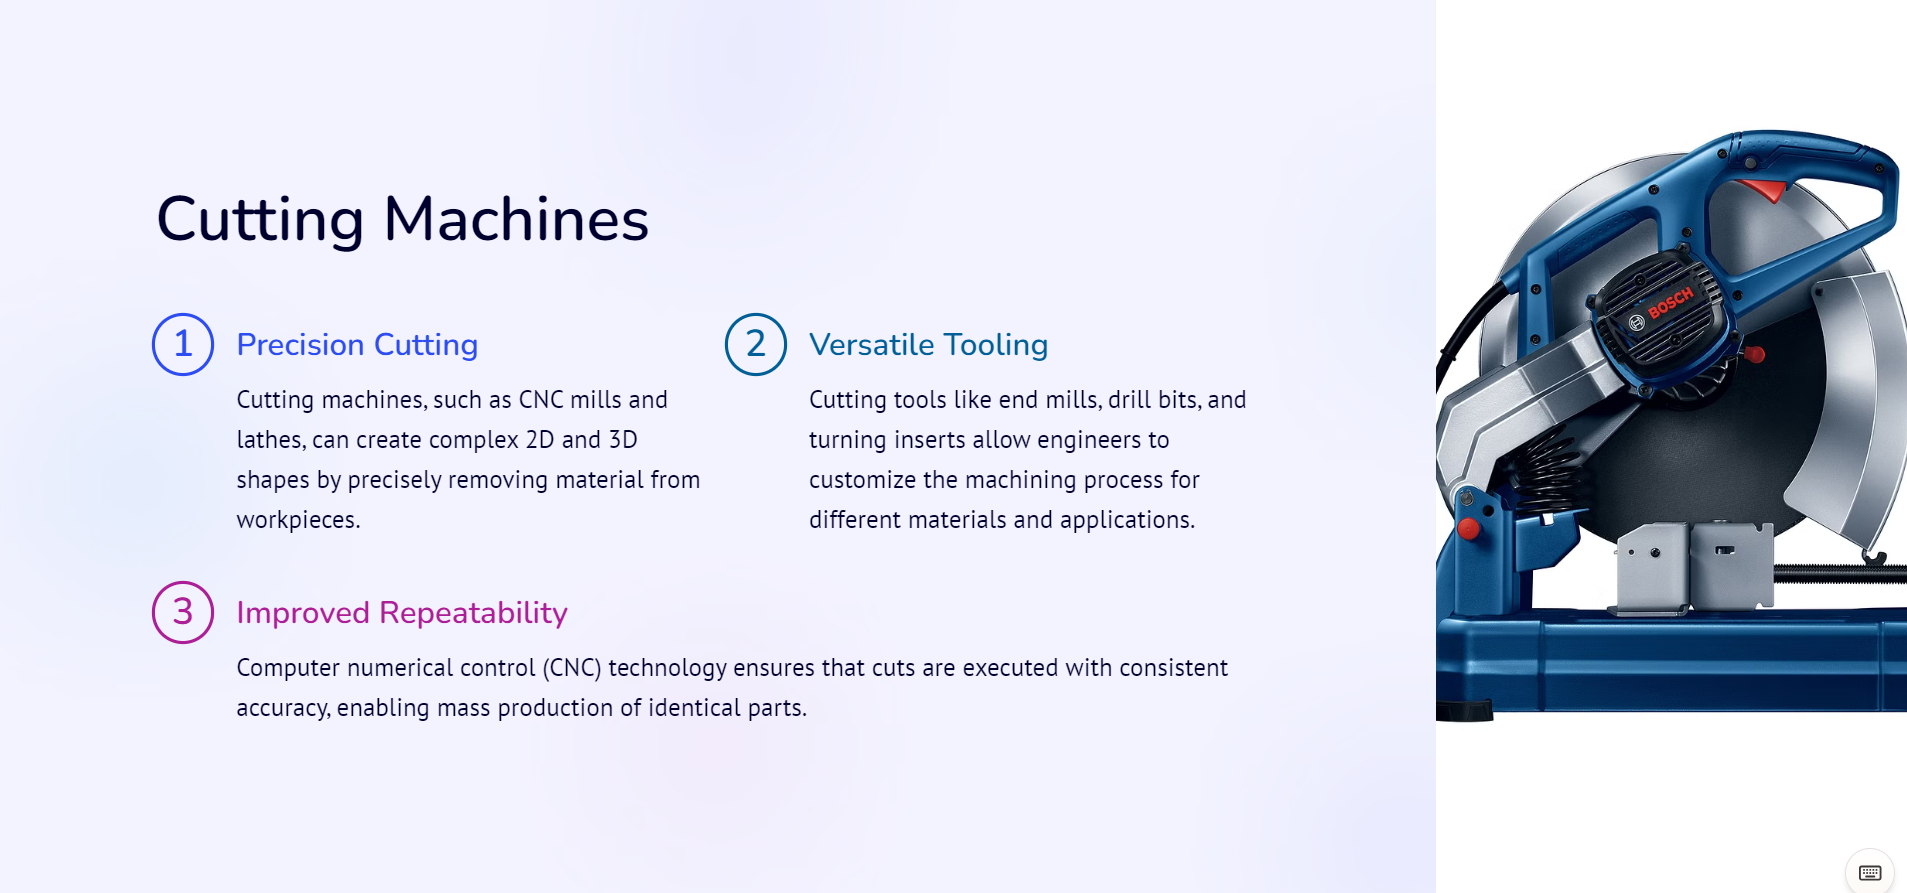 Cutting Machines
1
Precision Cutting
Cutting machines, such as CNC mills and
lathes, can create complex 2D and 3D
shapes by precisely removing material from
workpieces.
2
Versatile Tooling
Cutting tools like end mills, drill bits, and
turning inserts allow engineers to
customize the machining process for
different materials and applications.
3
Improved Repeatability
Computer numerical control (CNC) technology ensures that cuts are executed with consistent
accuracy, enabling mass production of identical parts.
BOSCH